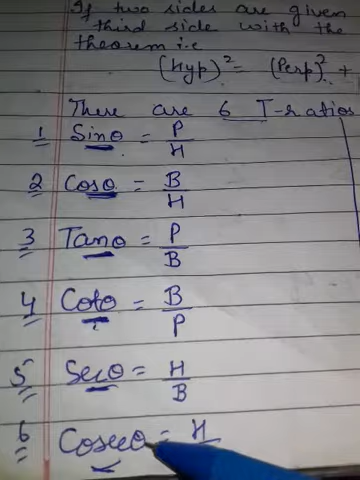 If two sides are given
third side with the
theorem i.e
(Hyp)² = (Perp)² +
There are 6 T-ratios
1 Sinθ = P/H
2 Cosθ = B/H
3 Tanθ = P/B
4 Cotθ = B/P
5 Secθ = H/B
6 Cosecθ = H